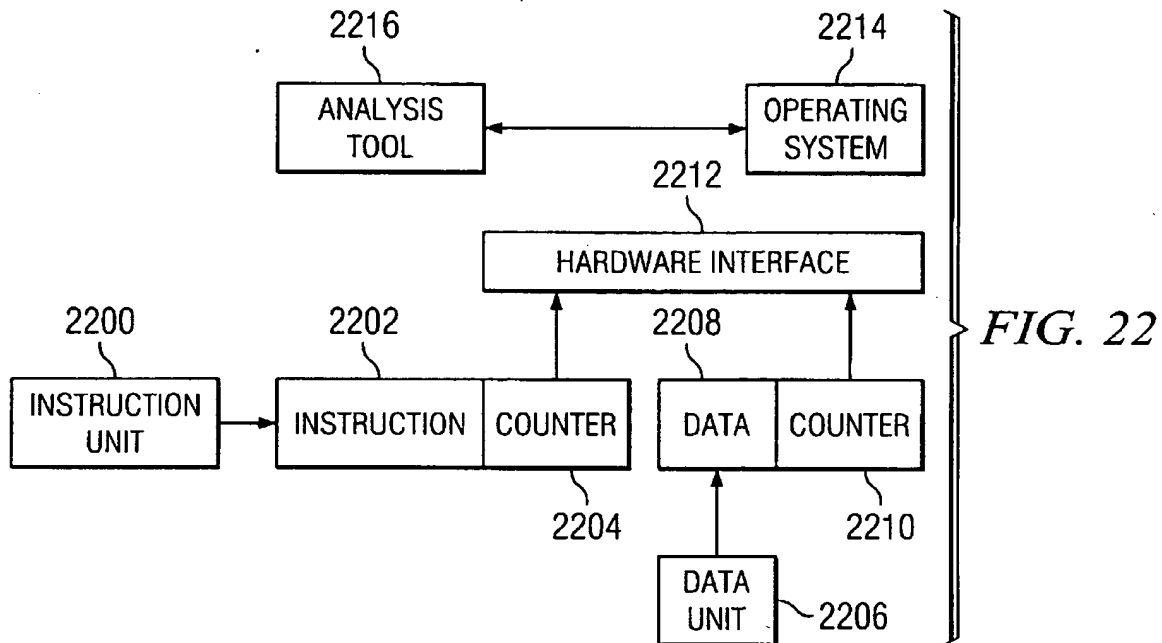 2216
2214
ANALYSIS
TOOL
OPERATING
SYSTEM
2212
HARDWARE INTERFACE
2200
2202
2208
INSTRUCTION
UNIT
INSTRUCTION
COUNTER
DATA
COUNTER
2204
2210
DATA
UNIT
2206
FIG. 22